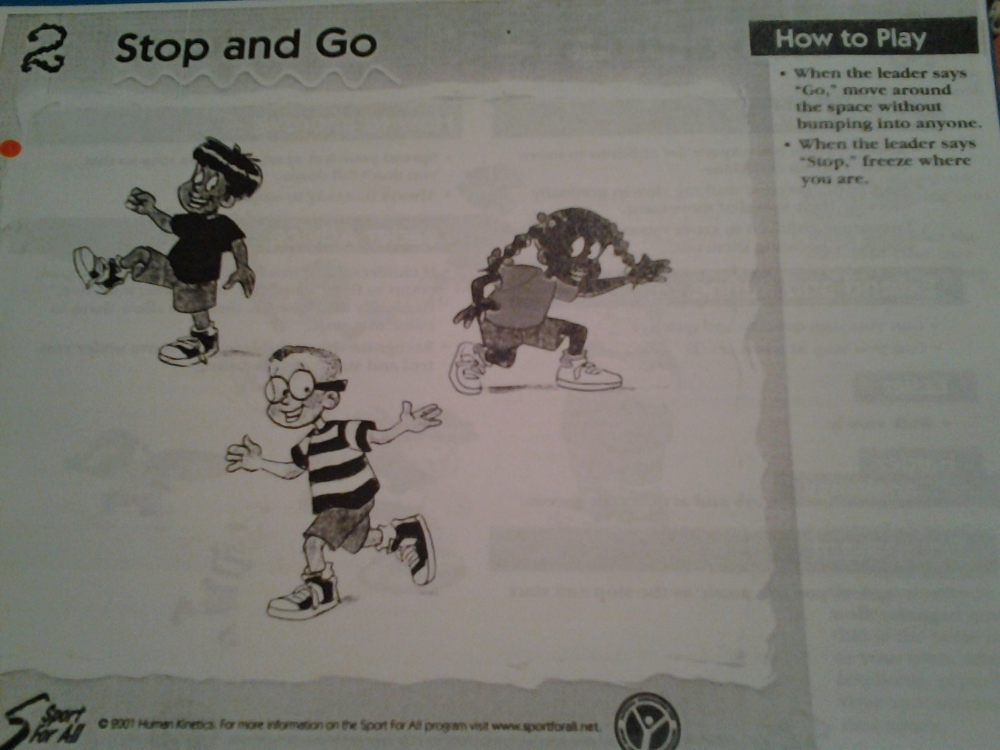 2 Stop and Go
How to Play
• When the leader says
"Go," move around
the space without
bumping into anyone.
• When the leader says
"Stop," freeze where
you are.
Sport
For All
© 2001 Human Kinetics. For more information on the Sport For All program visit www.sportforall.net.